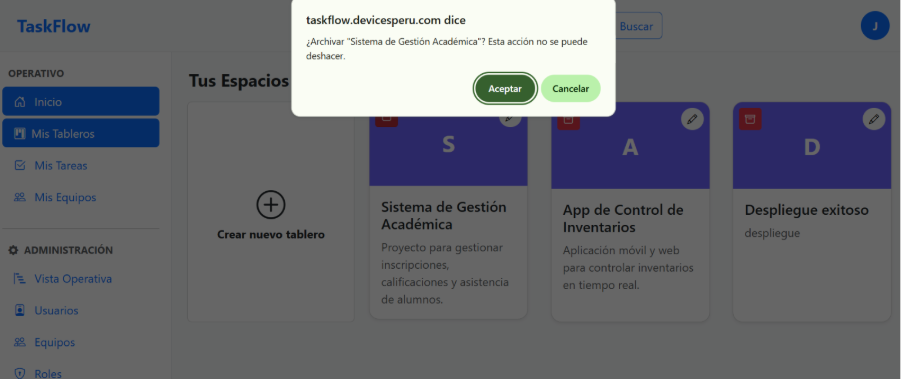 taskflow.devicesperu.com dice
¿Archivar "Sistema de Gestión Académica"? Esta acción no se puede
deshacer.
Aceptar
Cancelar
TaskFlow
Buscar
J
OPERATIVO
Inicio
Mis Tableros
Mis Tareas
Mis Equipos
ADMINISTRACIÓN
Vista Operativa
Usuarios
Equipos
Roles
Tus Espacios
Crear nuevo tablero
S
Sistema de Gestión
Académica
Proyecto para gestionar
inscripciones,
calificaciones y asistencia
de alumnos.
A
App de Control de
Inventarios
Aplicación móvil y web
para controlar inventarios
en tiempo real.
D
Despliegue exitoso
despliegue